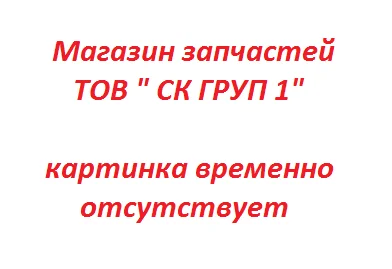 Магазин запчастей
ТОВ " СК ГРУП 1"
картинка временно
отсутствует